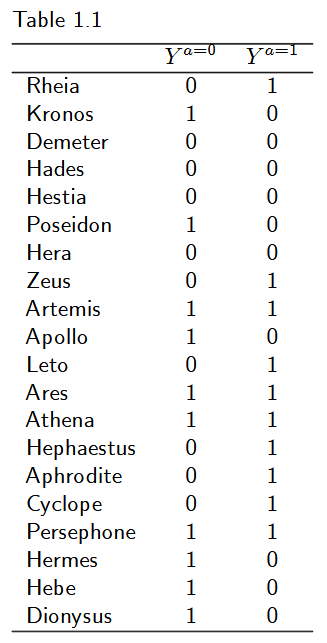 Table 1.1
Y^{a=0} Y^{a=1}
Rheia 0 1
Kronos 1 0
Demeter 0 0
Hades 0 0
Hestia 0 0
Poseidon 1 0
Hera 0 0
Zeus 0 1
Artemis 1 1
Apollo 1 0
Leto 0 1
Ares 1 1
Athena 1 1
Hephaestus 0 1
Aphrodite 0 1
Cyclope 0 1
Persephone 1 1
Hermes 1 0
Hebe 1 0
Dionysus 1 0